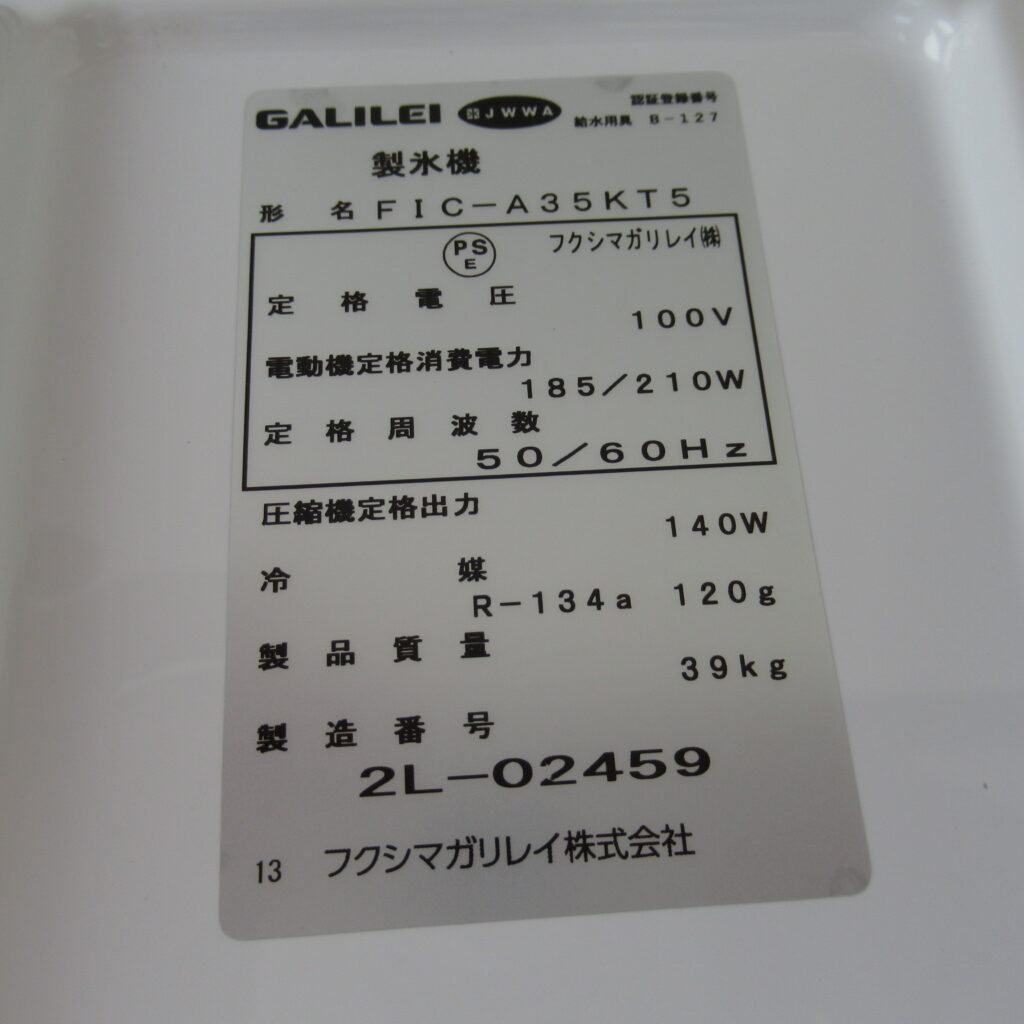 GALILEI JWWA 認証登録番号
給水用具 B-127
製氷機
形名 FIC-A35KT5
PSE フクシマガリレイ㈱
定格電圧
100V
電動機定格消費電力
185/210W
定格周波数
50/60Hz
圧縮機定格出力
140W
冷媒
R-134a 120g
製品質量
39kg
製造番号
2L-02459
13 フクシマガリレイ株式会社